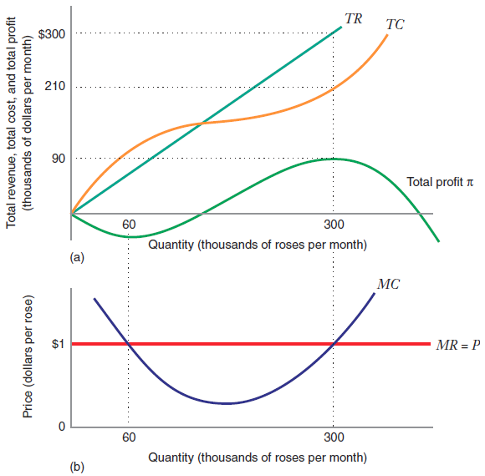 Total revenue, total cost, and total profit
(thousands of dollars per month)
TR
TC
$300
210
90
Total profit π
60
300
Quantity (thousands of roses per month)
(a)
Price (dollars per rose)
MC
$1
MR = P
0
60
300
Quantity (thousands of roses per month)
(b)